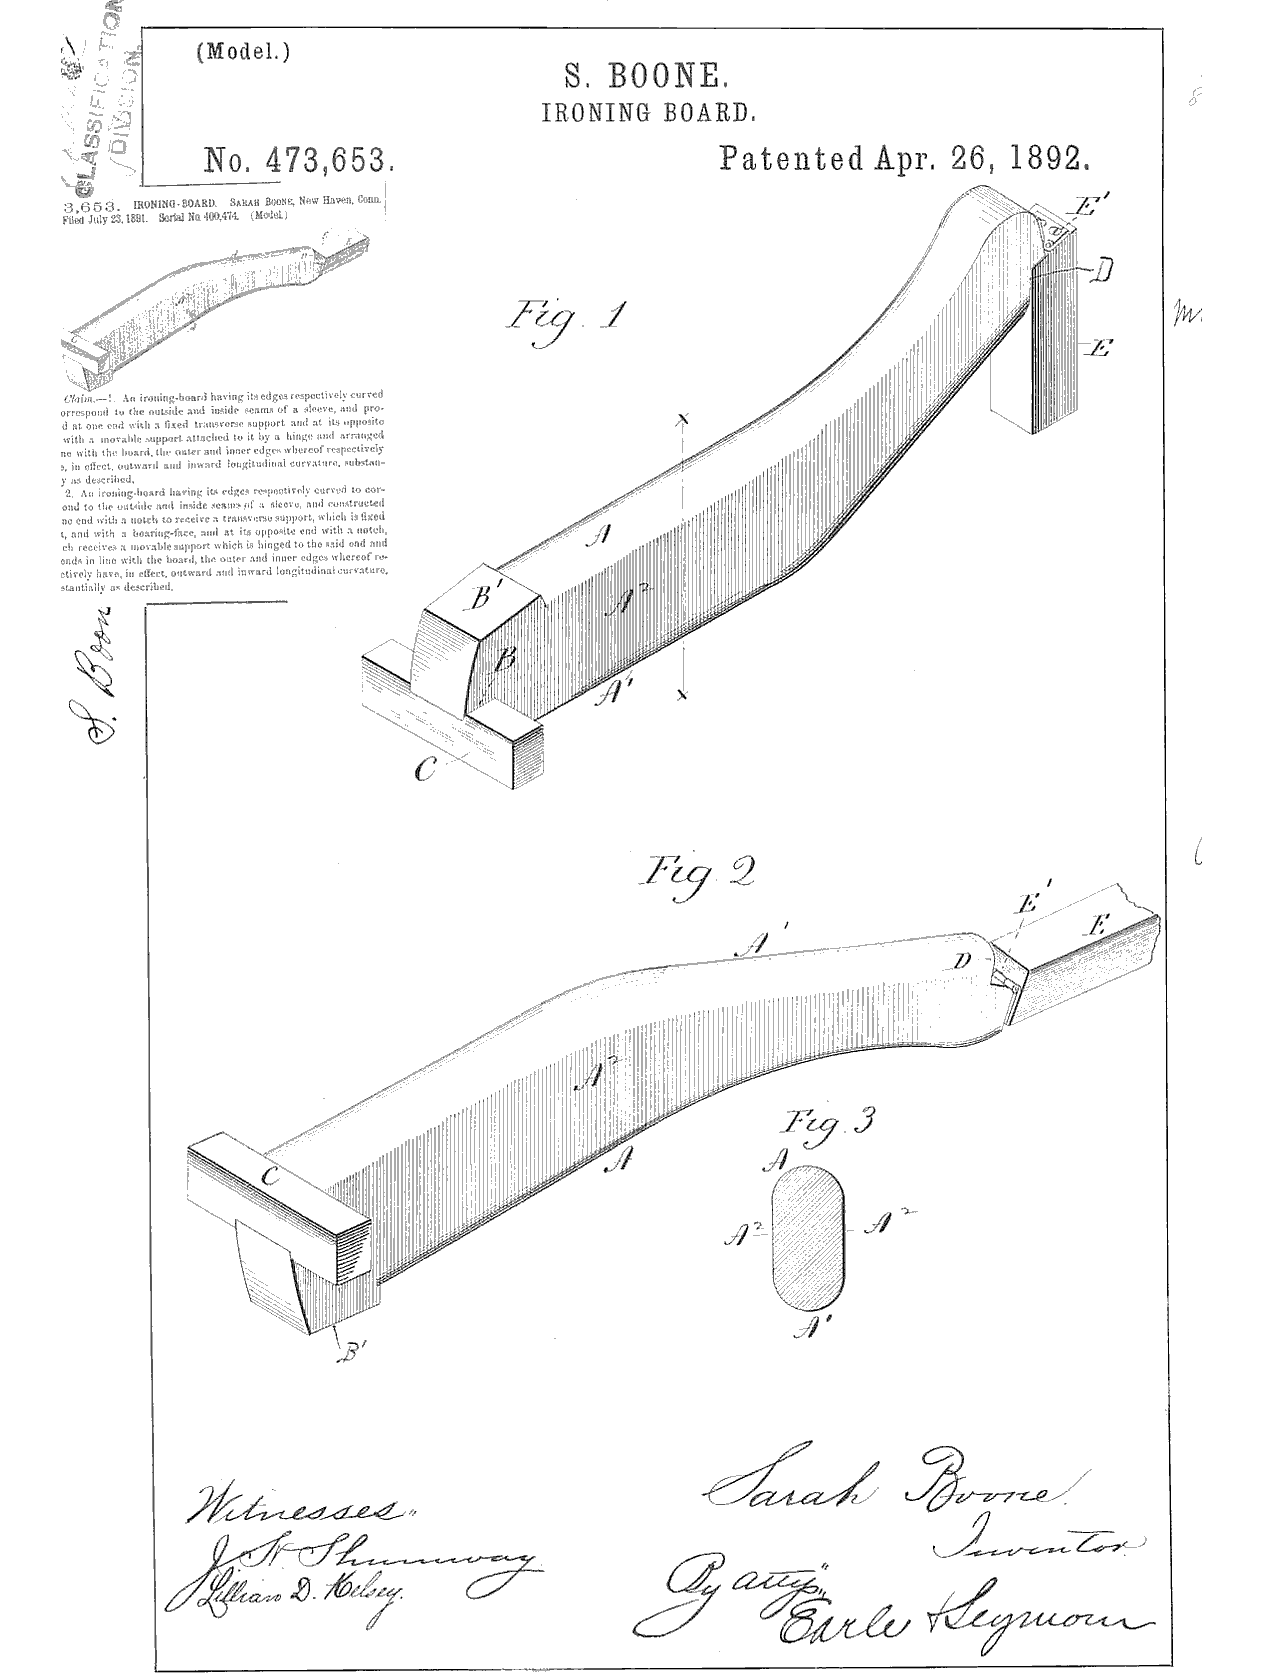 CLASSIFICATION
DIVISION.
(Model.)
S. BOONE.
IRONING BOARD.
No. 473,653.
Patented Apr. 26, 1892.
3,653. IRONING-BOARD. SARAH BOONE, New Haven, Conn.
Filed July 23, 1891. Serial No. 400,474. (Model.)
Claim.—1. An ironing-board having its edges respectively curved
orrespond to the outside and inside seams of a sleeve, and pro-
d at one end with a fixed transverse support and at its opposite
with a movable support attached to it by a hinge and arranged
ne with the board, the outer and inner edges whereof respectively
e, in effect, outward and inward longitudinal curvature, substan-
y as described.
2. An ironing-board having its edges respectively curved to cor-
ond to the outside and inside seams of a sleeve, and constructed
ne end with a notch to receive a transverse support, which is fixed
t, and with a bearing-face, and at its opposite end with a notch,
ch receives a movable support which is hinged to the said end and
ends in line with the board, the outer and inner edges whereof re-
ctively have, in effect, outward and inward longitudinal curvature,
stantially as described.
S. Boon
Fig. 1
E'
D
E
x
A
B'
A²
B
A'
x
C
Fig 2
E'
E
A'
D
A²
C
A
B'
Fig. 3
A
A²
A²
A'
Witnesses
J. H. Shumway
Lillian D. Kelsey.
Sarah Boone.
Inventor
By atty
Earle & Seymour